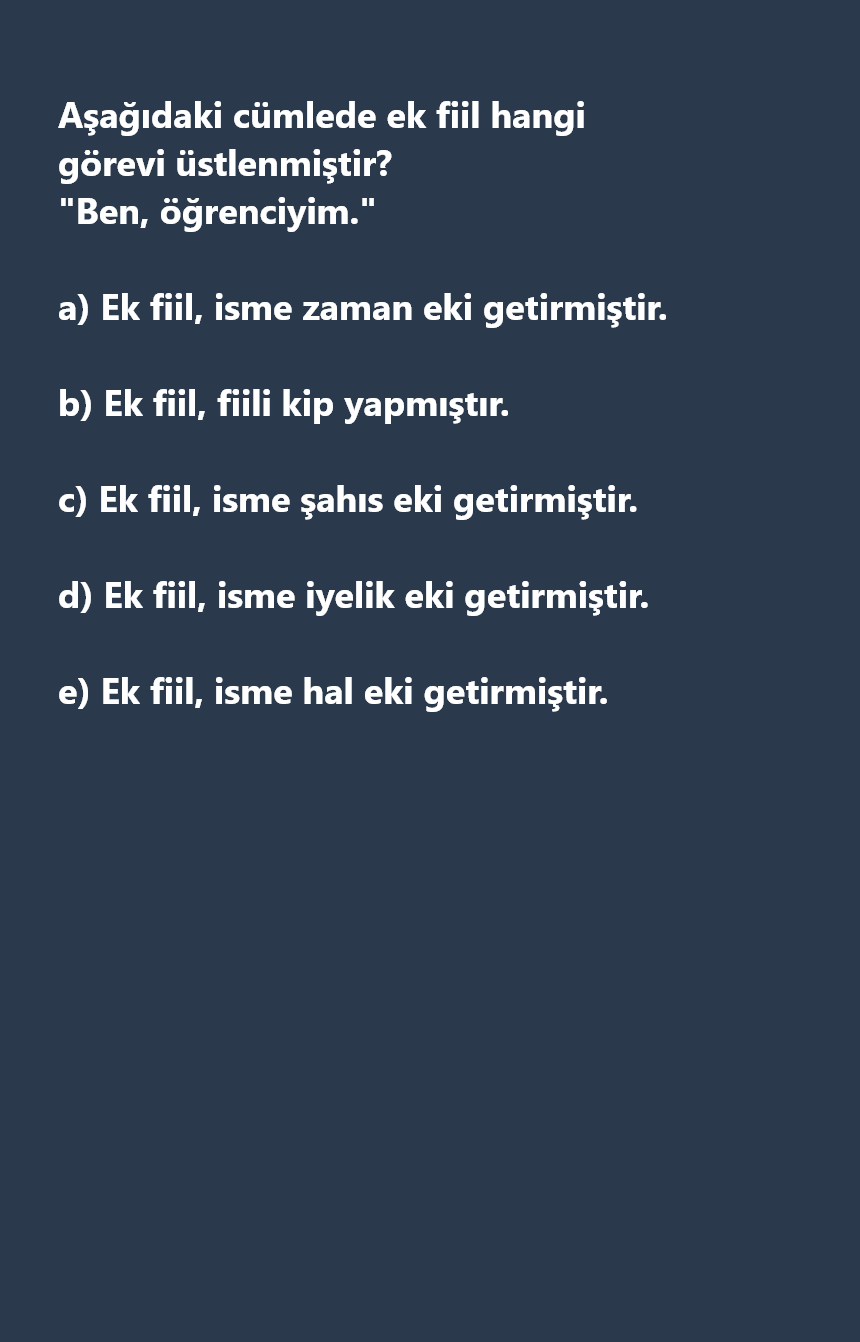 Aşağıdaki cümlede ek fiil hangi
görevi üstlenmiştir?
"Ben, öğrenciyim."
a) Ek fiil, isme zaman eki getirmiştir.
b) Ek fiil, fiili kip yapmıştır.
c) Ek fiil, isme şahıs eki getirmiştir.
d) Ek fiil, isme iyelik eki getirmiştir.
e) Ek fiil, isme hal eki getirmiştir.